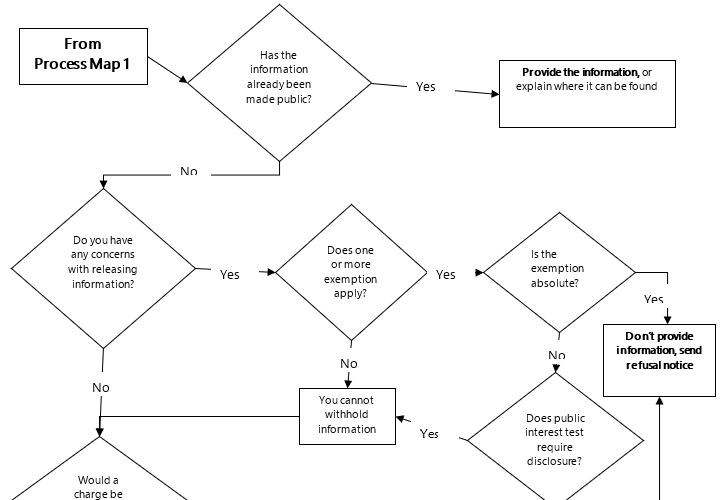 From
Process Map 1
Has the
information
already been
made public?
Yes
Provide the information, or
explain where it can be found
No
Do you have
any concerns
with releasing
information?
Yes
Does one
or more
exemption
apply?
Yes
Is the
exemption
absolute?
Yes
Don't provide
information, send
refusal notice
No
No
No
You cannot
withhold
information
Yes
Does public
interest test
require
disclosure?
Would a
charge be